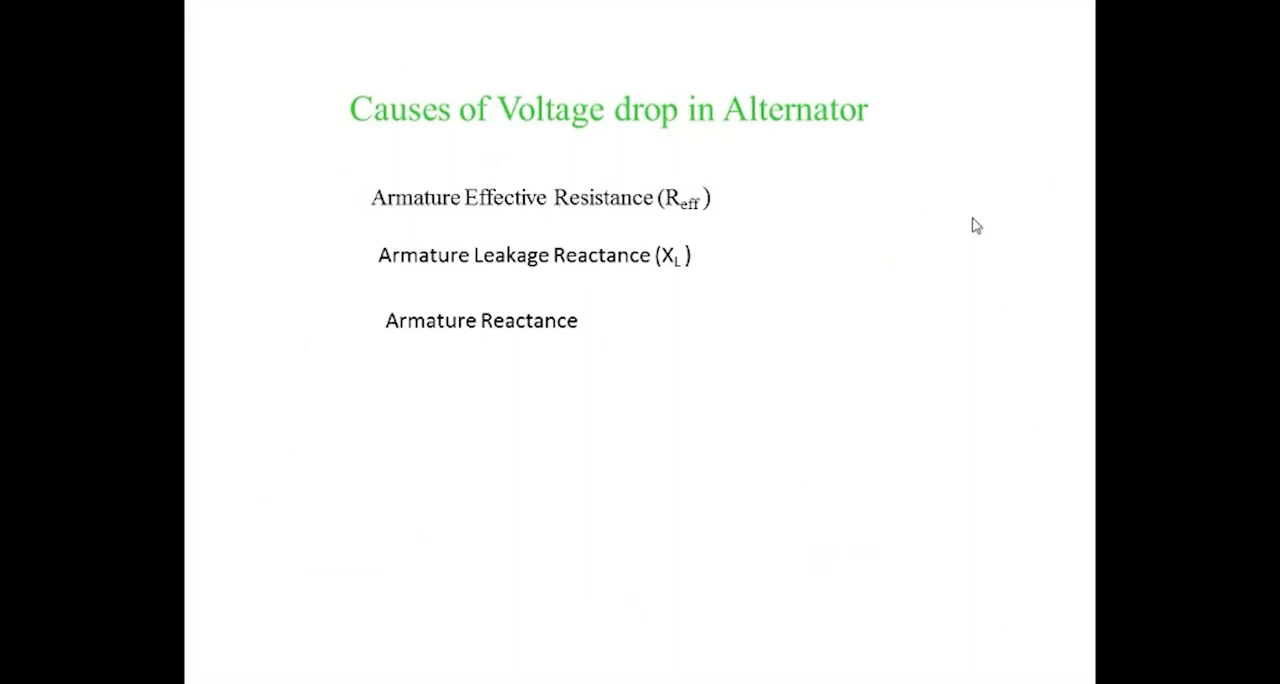 Causes of Voltage drop in Alternator
Armature Effective Resistance (Reff)
Armature Leakage Reactance (XL)
Armature Reactance